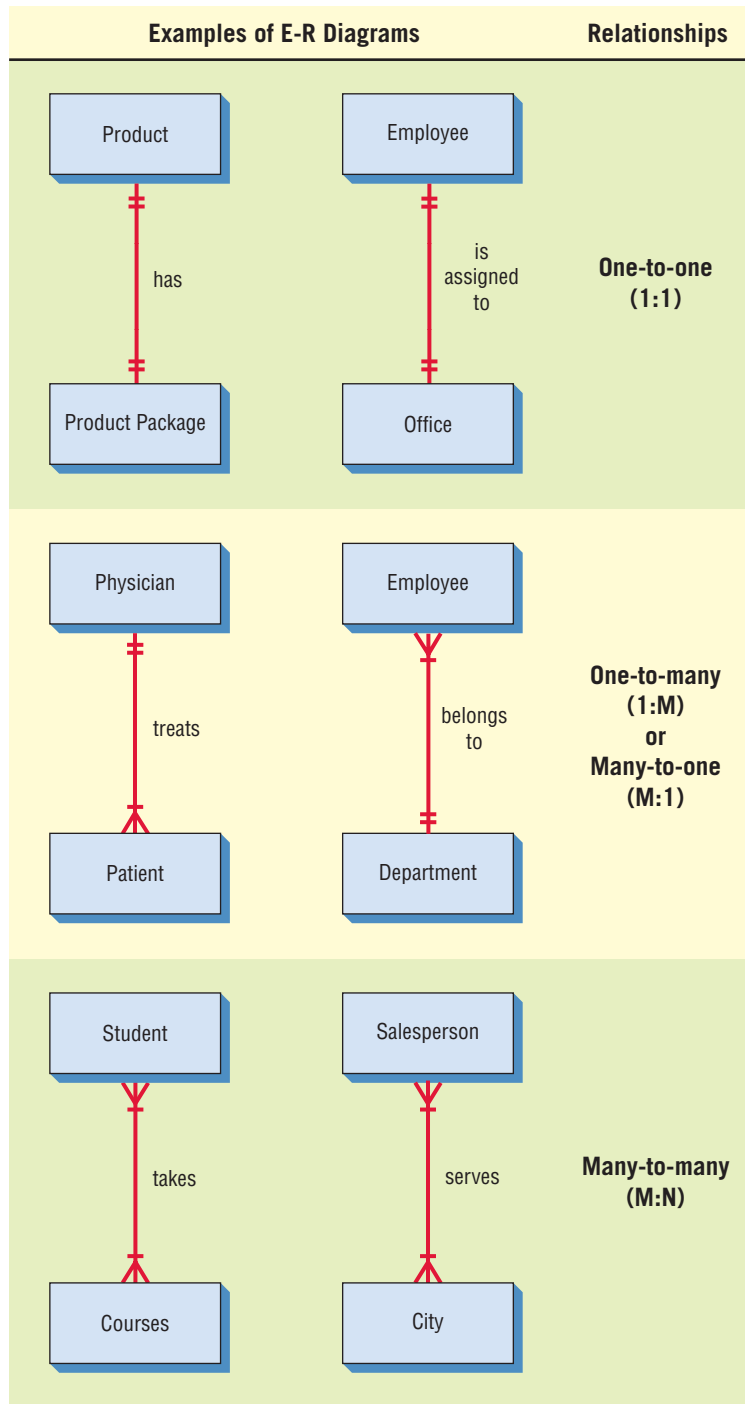 Examples of E-R Diagrams
Relationships
Product
Employee
has
is
assigned
to
One-to-one
(1:1)
Product Package
Office
Physician
Employee
treats
belongs
to
One-to-many
(1:M)
or
Many-to-one
(M:1)
Patient
Department
Student
Salesperson
takes
serves
Many-to-many
(M:N)
Courses
City